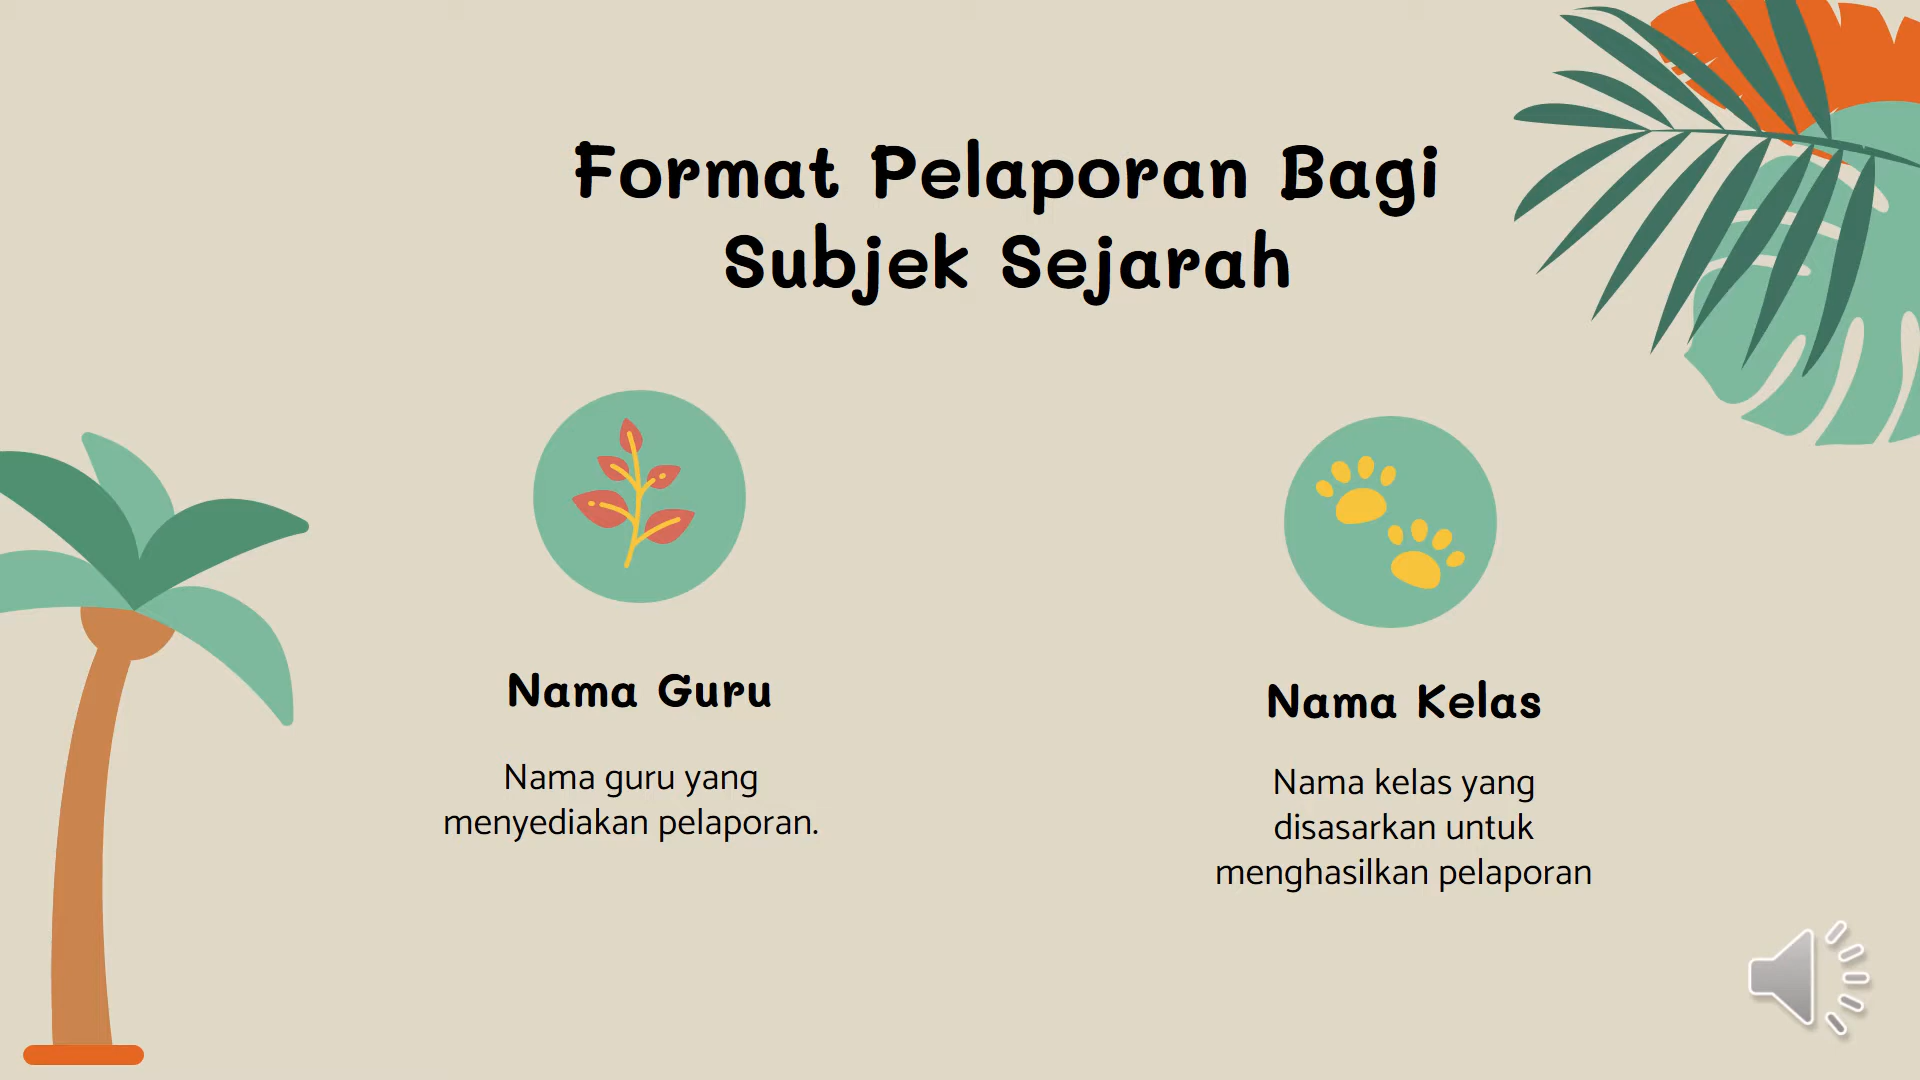 Format Pelaporan Bagi
Subjek Sejarah
Nama Guru
Nama guru yang
menyediakan pelaporan.
Nama Kelas
Nama kelas yang
disasarkan untuk
menghasilkan pelaporan